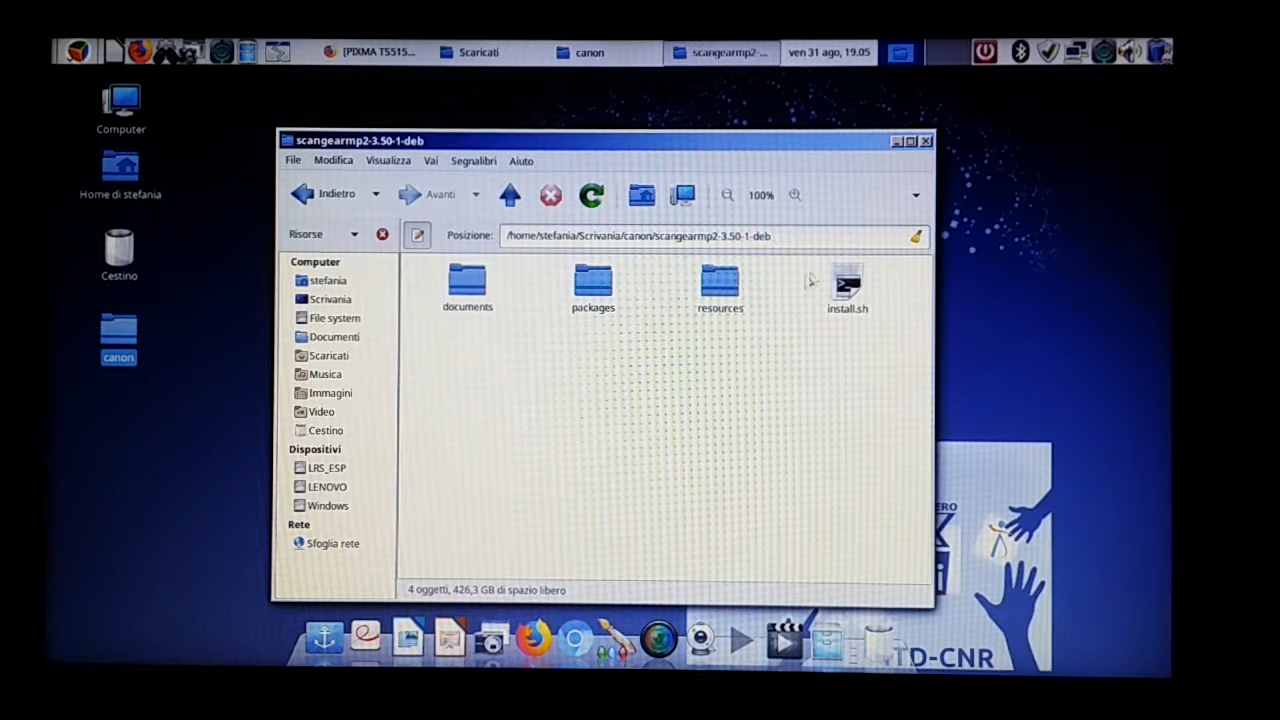 [PIXMA TS515...
Scaricati
canon
scangearmp2-...
ven 31 ago, 19.05
Computer
Home di stefania
Cestino
canon
scangearmp2-3.50-1-deb
File Modifica Visualizza Vai Segnalibri Aiuto
Indietro
Avanti
100%
Risorse
Posizione:
/home/stefania/Scrivania/canon/scangearmp2-3.50-1-deb
Computer
stefania
Scrivania
File system
Documenti
Scaricati
Musica
Immagini
Video
Cestino
Dispositivi
LRS_ESP
LENOVO
Windows
Rete
Sfoglia rete
documents
packages
resources
install.sh
4 oggetti, 426,3 GB di spazio libero
ERO
X
i
TD-CNR